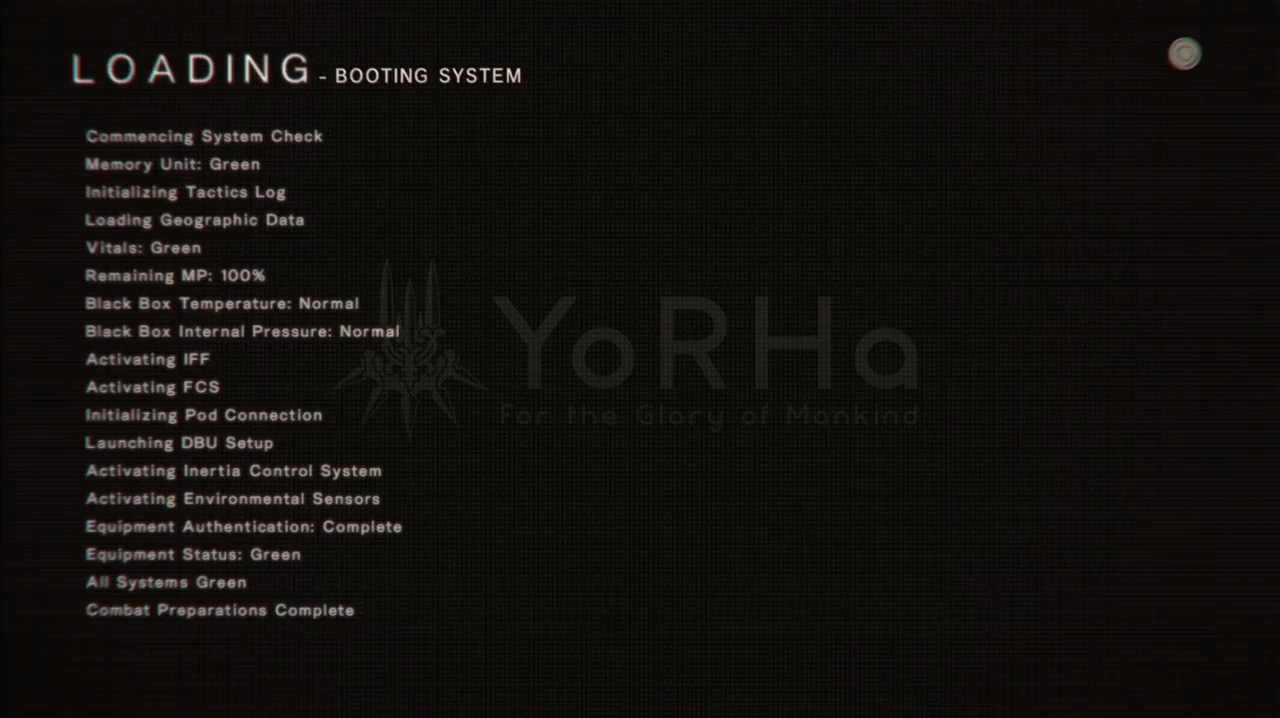 LOADING - BOOTING SYSTEM
Commencing System Check
Memory Unit: Green
Initializing Tactics Log
Loading Geographic Data
Vitals: Green
Remaining MP: 100%
Black Box Temperature: Normal
Black Box Internal Pressure: Normal
Activating IFF
Activating FCS
Initializing Pod Connection
Launching DBU Setup
Activating Inertia Control System
Activating Environmental Sensors
Equipment Authentication: Complete
Equipment Status: Green
All Systems Green
Combat Preparations Complete
YoRHa
For the Glory of Mankind